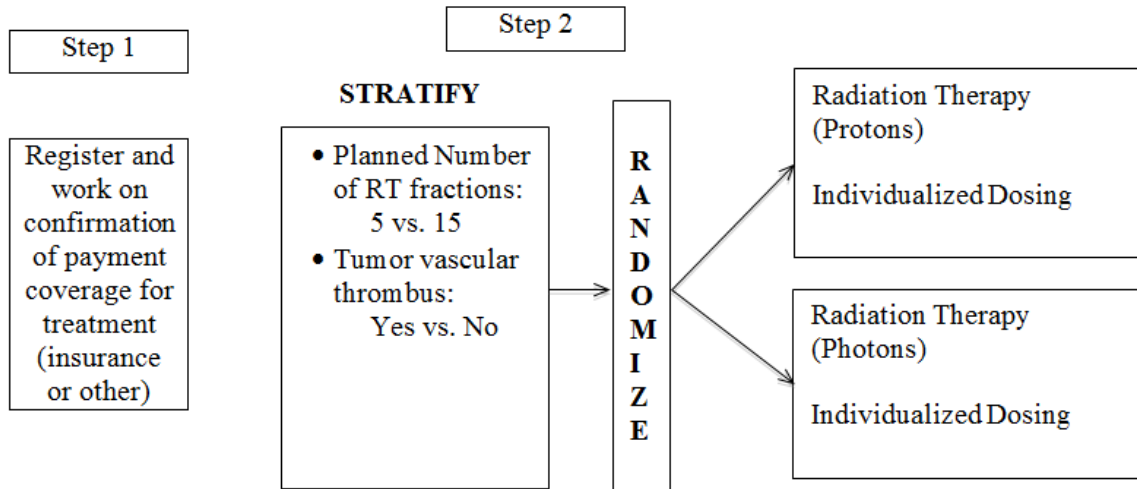 Step 1
Step 2
Register and
work on
confirmation
of payment
coverage for
treatment
(insurance
or other)
STRATIFY
• Planned Number
of RT fractions:
5 vs. 15
• Tumor vascular
thrombus:
Yes vs. No
R
A
N
D
O
M
I
Z
E
Radiation Therapy
(Protons)
Individualized Dosing
Radiation Therapy
(Photons)
Individualized Dosing